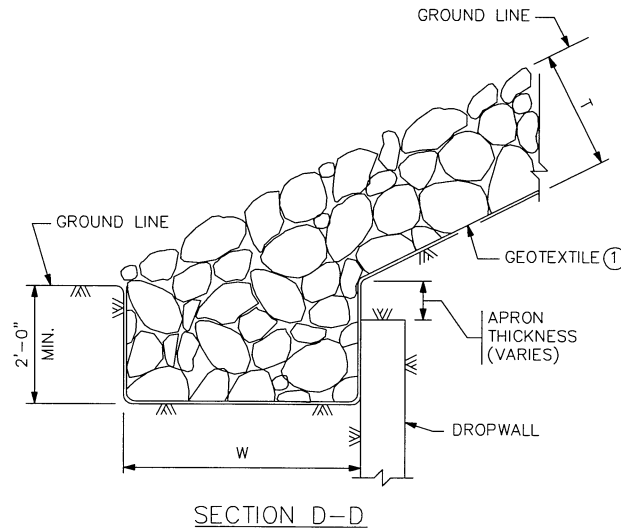 GROUND LINE
T
GROUND LINE
GEOTEXTILE 1
2'-0"
MIN.
APRON
THICKNESS
(VARIES)
W
DROPWALL
SECTION D-D